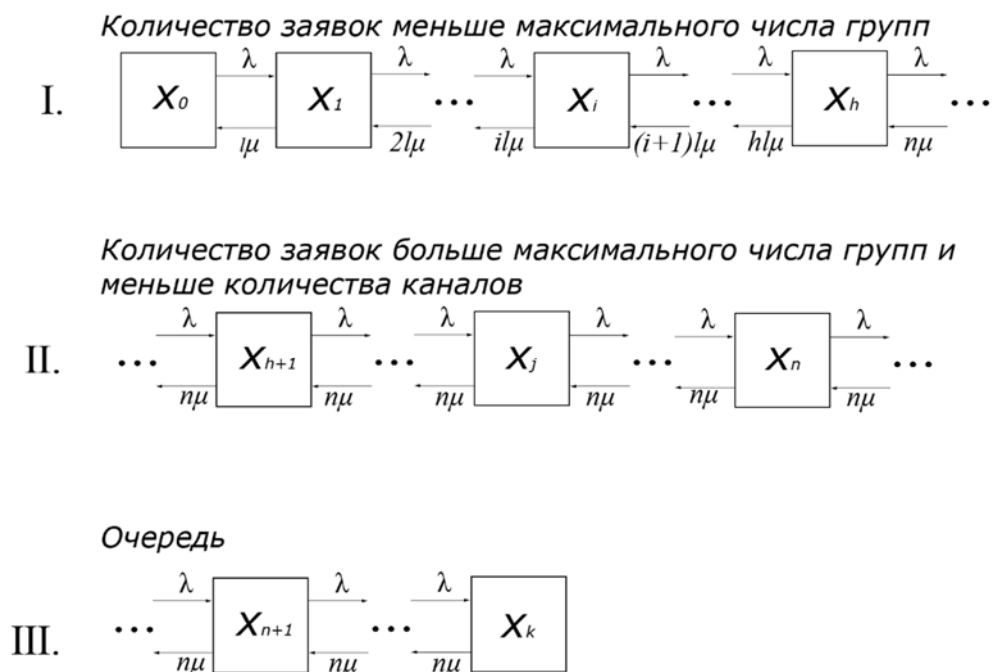 Количество заявок меньше максимального числа групп
λ λ λ λ λ λ
I. X₀ X₁ ... Xᵢ ... Xₕ ...
lμ 2lμ ilμ (i+1)lμ hlμ nμ
Количество заявок больше максимального числа групп и
меньше количества каналов
λ λ λ λ λ λ
II. ... Xₕ₊₁ ... Xⱼ ... Xₙ ...
nμ nμ nμ nμ nμ nμ
Очередь
λ λ λ
III. ... Xₙ₊₁ ... Xₖ
nμ nμ nμ